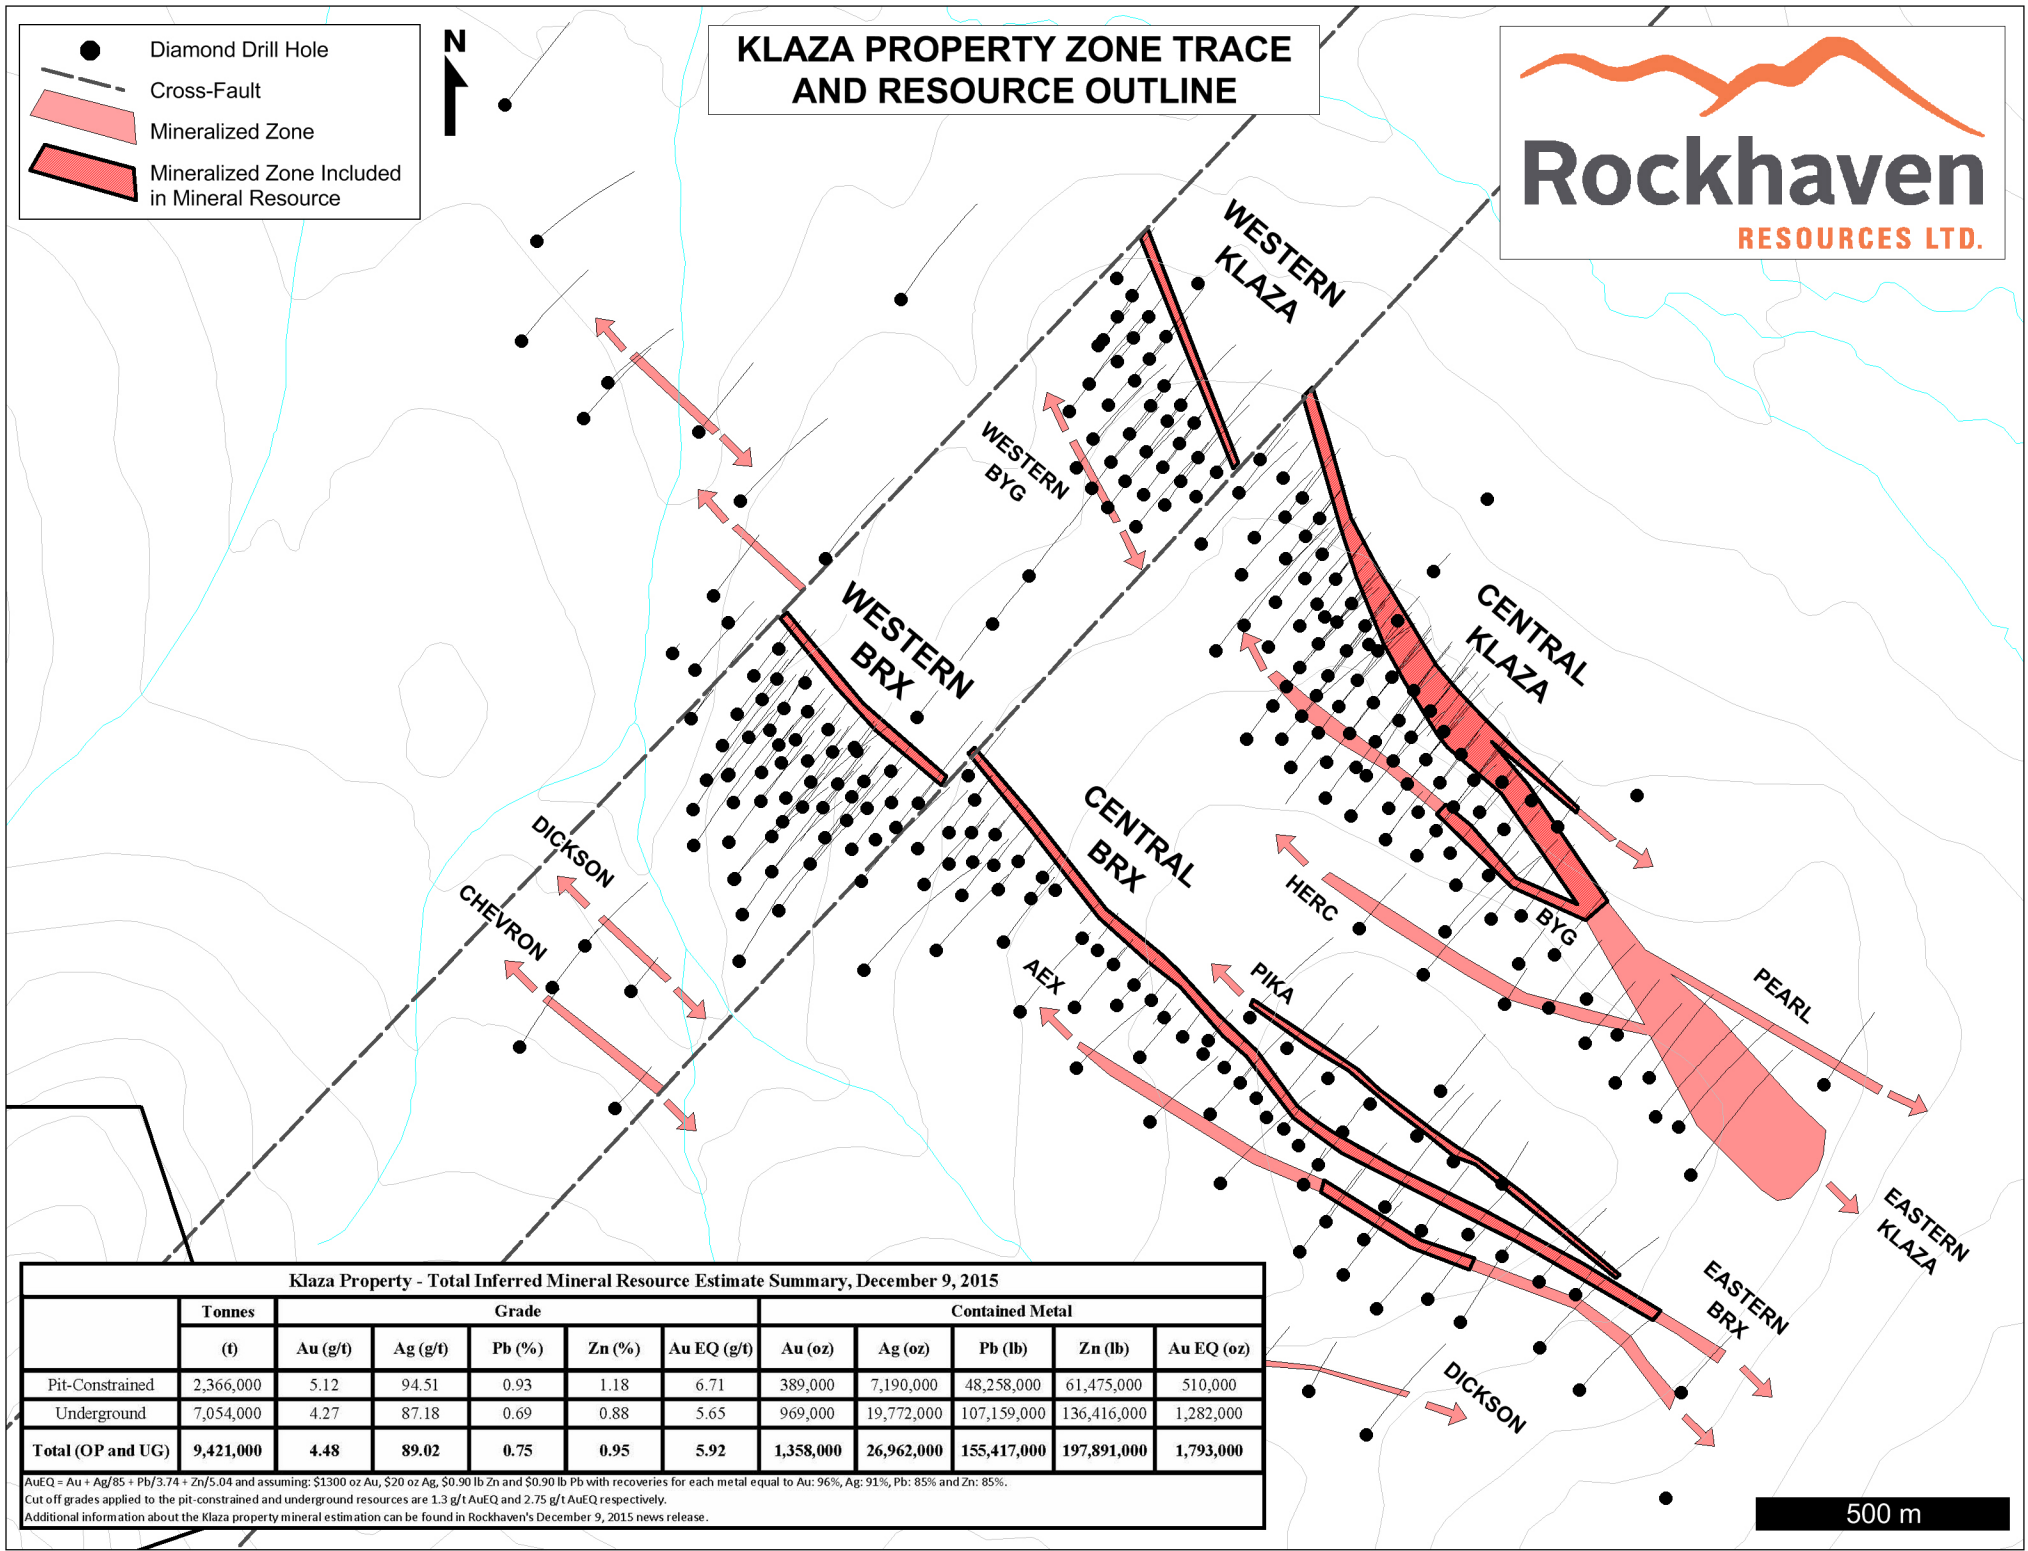 Diamond Drill Hole
Cross-Fault
Mineralized Zone
Mineralized Zone Included
in Mineral Resource
N
KLAZA PROPERTY ZONE TRACE
AND RESOURCE OUTLINE
Rockhaven
RESOURCES LTD.
WESTERN
KLAZA
WESTERN
BYG
CENTRAL
KLAZA
WESTERN
BRX
CENTRAL
BRX
DICKSON
CHEVRON
HERC
BYG
AEX
PIKA
PEARL
EASTERN
KLAZA
EASTERN
BRX
DICKSON
500 m
Klaza Property - Total Inferred Mineral Resource Estimate Summary, December 9, 2015
Tonnes Grade Contained Metal
(t) Au (g/t) Ag (g/t) Pb (%) Zn (%) Au EQ (g/t) Au (oz) Ag (oz) Pb (lb) Zn (lb) Au EQ (oz)
Pit-Constrained 2,366,000 5.12 94.51 0.93 1.18 6.71 389,000 7,190,000 48,258,000 61,475,000 510,000
Underground 7,054,000 4.27 87.18 0.69 0.88 5.65 969,000 19,772,000 107,159,000 136,416,000 1,282,000
Total (OP and UG) 9,421,000 4.48 89.02 0.75 0.95 5.92 1,358,000 26,962,000 155,417,000 197,891,000 1,793,000
AuEQ = Au + Ag/85 + Pb/3.74 + Zn/5.04 and assuming: $1300 oz Au, $20 oz Ag, $0.90 lb Zn and $0.90 lb Pb with recoveries for each metal equal to Au: 96%, Ag: 91%, Pb: 85% and Zn: 85%.
Cut off grades applied to the pit-constrained and underground resources are 1.3 g/t AuEQ and 2.75 g/t AuEQ respectively.
Additional information about the Klaza property mineral estimation can be found in Rockhaven's December 9, 2015 news release.